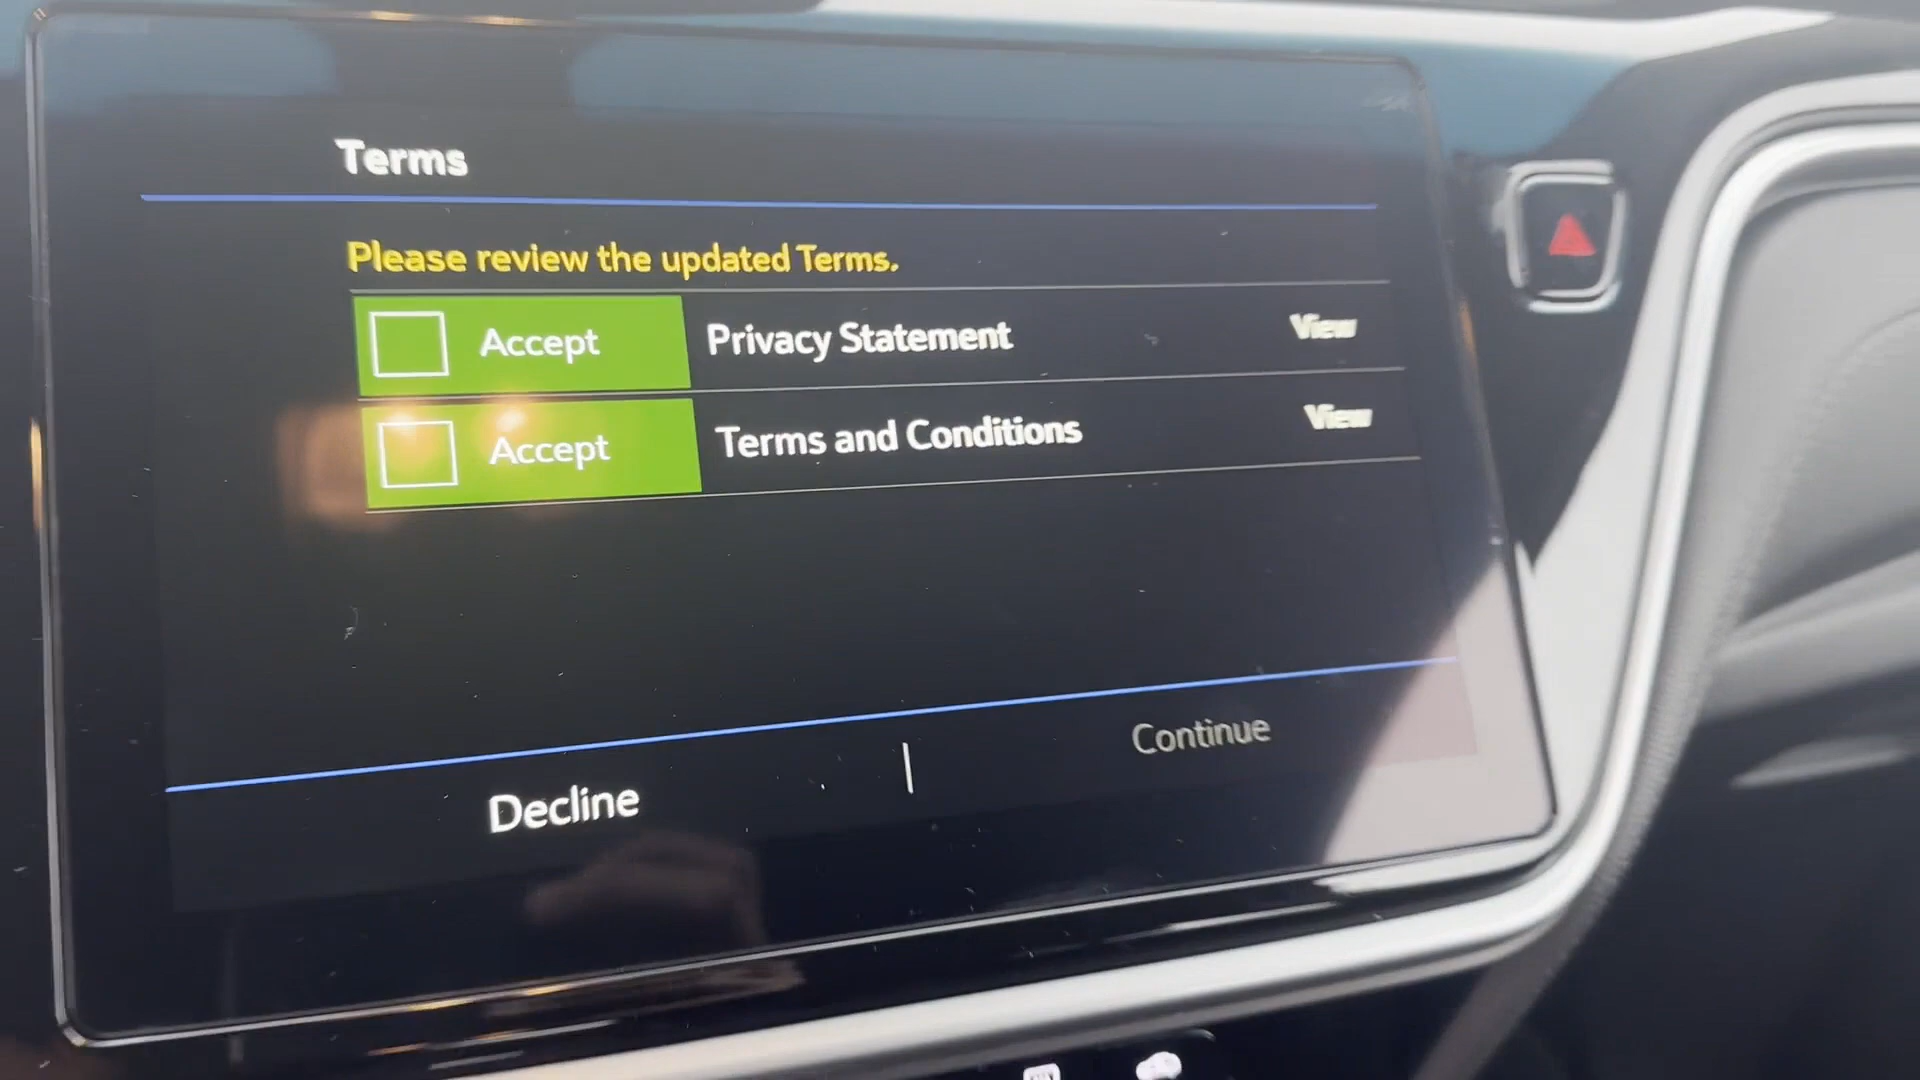 Terms
Please review the updated Terms.
Accept Privacy Statement View
Accept Terms and Conditions View
Decline Continue